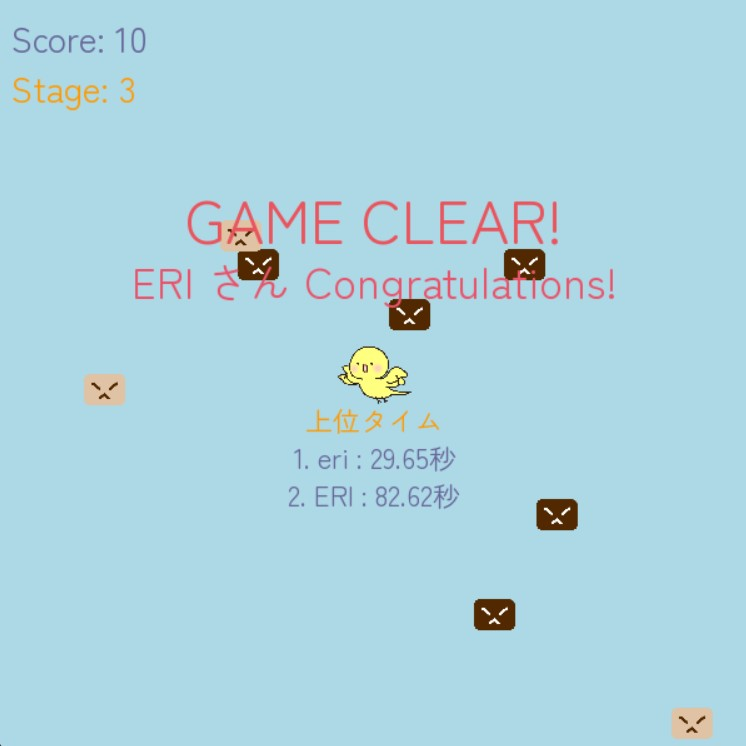 Score: 10
Stage: 3
GAME CLEAR!
ERI さん Congratulations!
上位タイム
1. eri : 29.65秒
2. ERI : 82.62秒